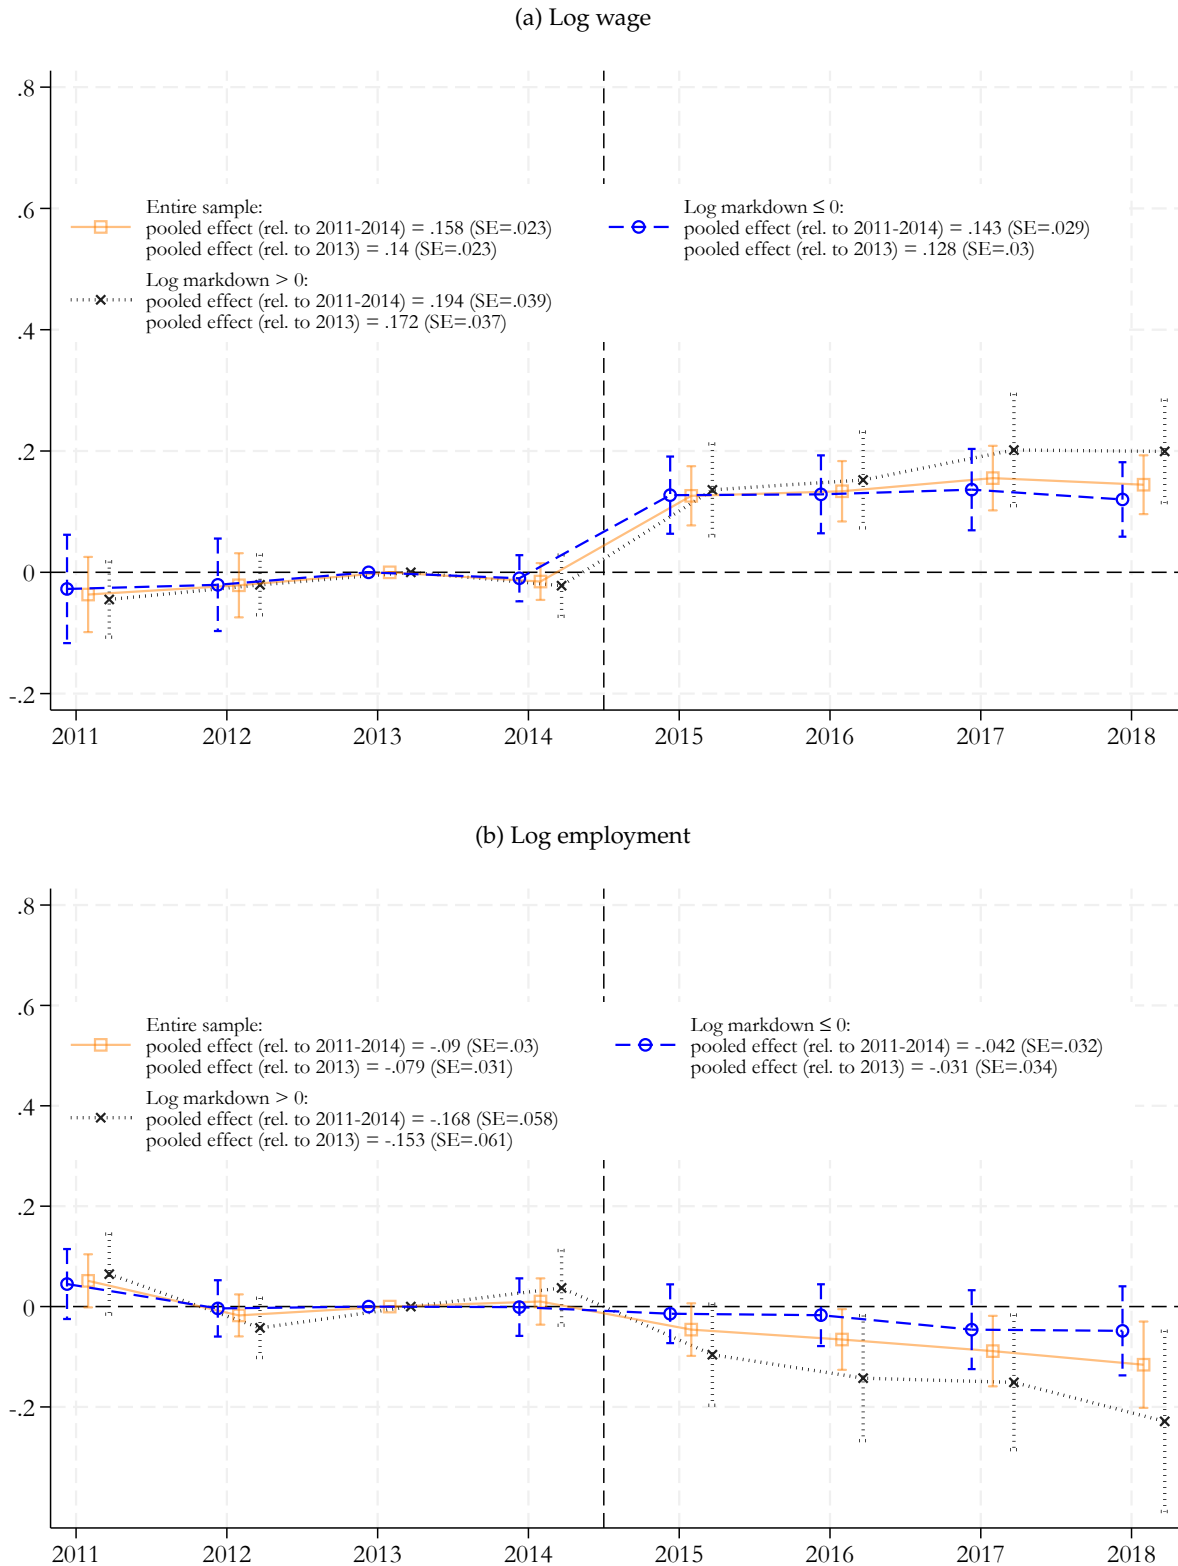 (a) Log wage
.8
.6
.4
.2
0
-.2
Entire sample:
pooled effect (rel. to 2011-2014) = .158 (SE=.023)
pooled effect (rel. to 2013) = .14 (SE=.023)
Log markdown > 0:
pooled effect (rel. to 2011-2014) = .194 (SE=.039)
pooled effect (rel. to 2013) = .172 (SE=.037)
Log markdown ≤ 0:
pooled effect (rel. to 2011-2014) = .143 (SE=.029)
pooled effect (rel. to 2013) = .128 (SE=.03)
2011 2012 2013 2014 2015 2016 2017 2018
(b) Log employment
.8
.6
.4
.2
0
-.2
Entire sample:
pooled effect (rel. to 2011-2014) = -.09 (SE=.03)
pooled effect (rel. to 2013) = -.079 (SE=.031)
Log markdown > 0:
pooled effect (rel. to 2011-2014) = -.168 (SE=.058)
pooled effect (rel. to 2013) = -.153 (SE=.061)
Log markdown ≤ 0:
pooled effect (rel. to 2011-2014) = -.042 (SE=.032)
pooled effect (rel. to 2013) = -.031 (SE=.034)
2011 2012 2013 2014 2015 2016 2017 2018